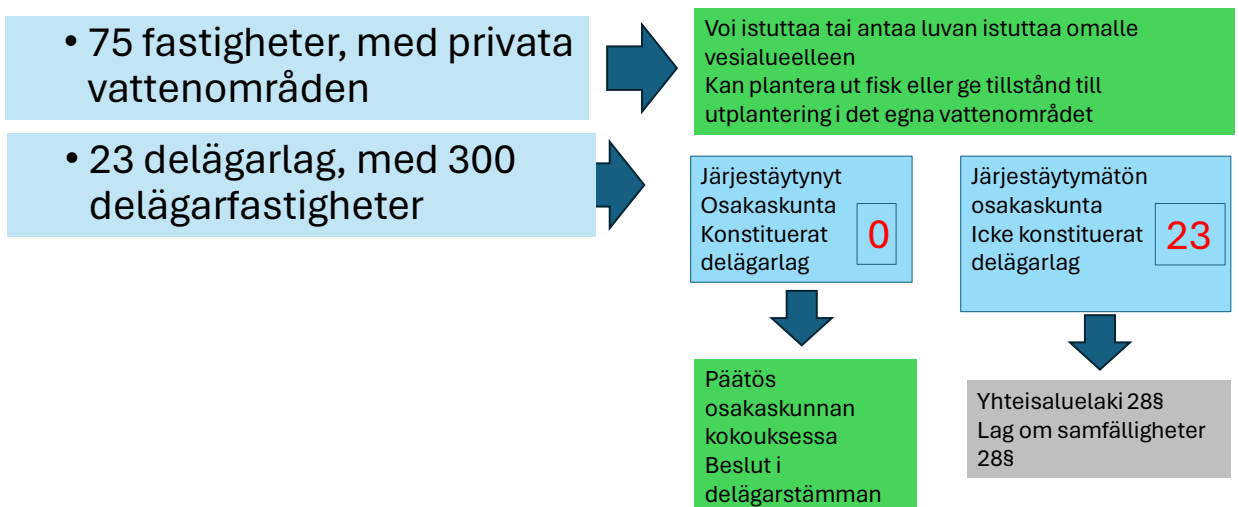 • 75 fastigheter, med privata
vattenområden
Voi istuttaa tai antaa luvan istuttaa omalle
vesialueelleen
Kan plantera ut fisk eller ge tillstånd till
utplantering i det egna vattenområdet
• 23 delägarlag, med 300
delägarfastigheter
Järjestäytynyt
Osakaskunta
Konstituerat
delägarlag
0
Järjestäytymätön
osakaskunta
Icke konstituerat
delägarlag
23
Päätös
osakaskunnan
kokouksessa
Beslut i
delägarstämman
Yhteisaluelaki 28§
Lag om samfälligheter
28§